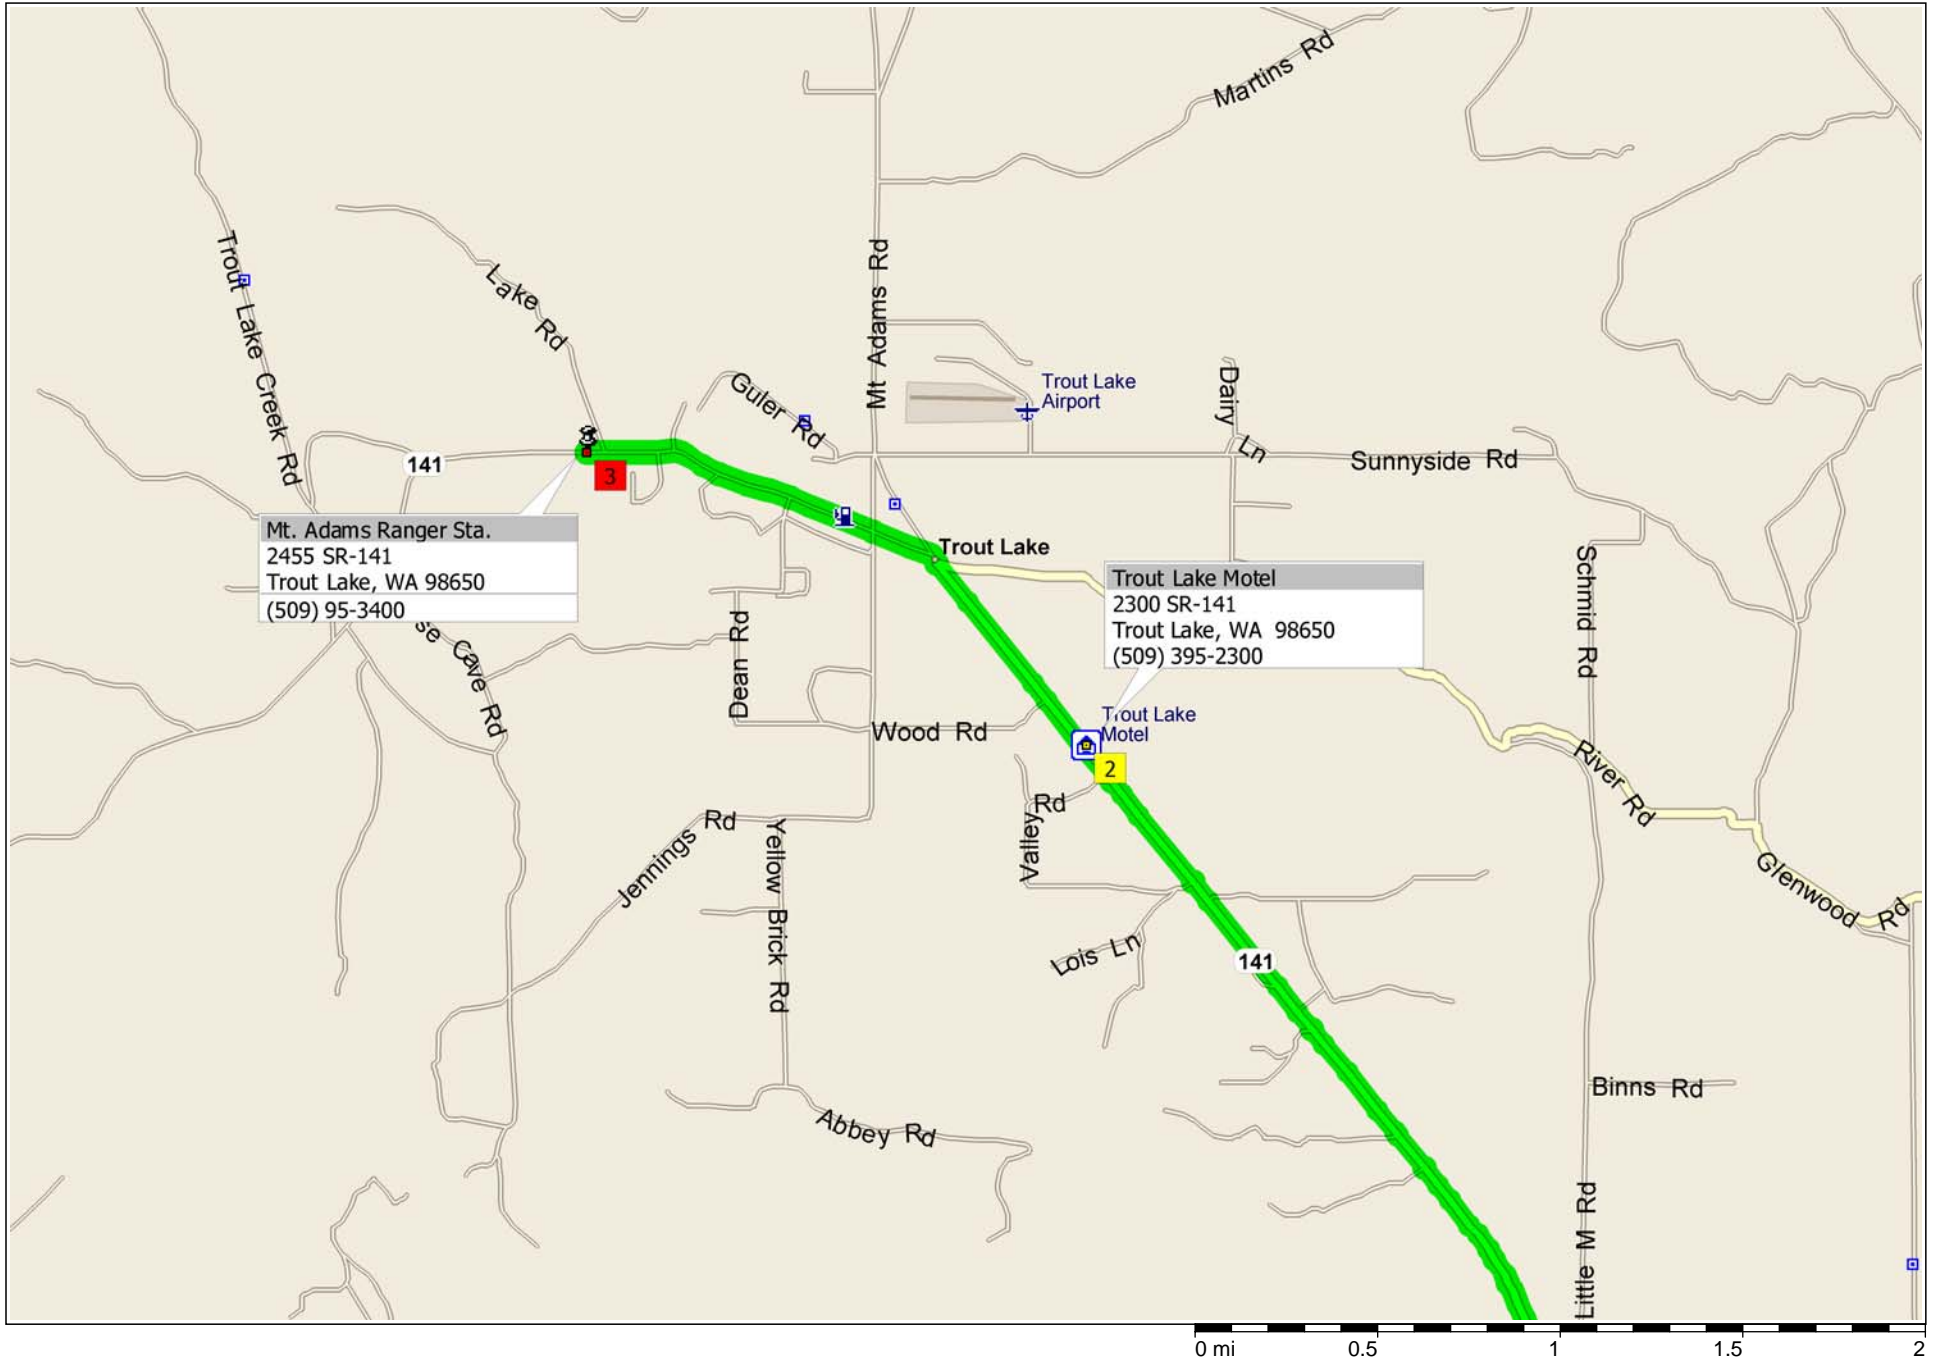 Martins Rd
Trout Lake Creek Rd
Lake Rd
Mt Adams Rd
Guler Rd
Trout Lake
Airport
Dairy Ln
Sunnyside Rd
141
3
Mt. Adams Ranger Sta.
2455 SR-141
Trout Lake, WA 98650
(509) 95-3400
Trout Lake
Trout Lake Motel
2300 SR-141
Trout Lake, WA 98650
(509) 395-2300
Schmid Rd
se Cave Rd
Dean Rd
Wood Rd
Trout Lake
Motel
2
River Rd
Valley Rd
Jennings Rd
Yellow Brick Rd
Glenwood Rd
Lois Ln
141
Binns Rd
Abbey Rd
Little M Rd
0 mi 0.5 1 1.5 2